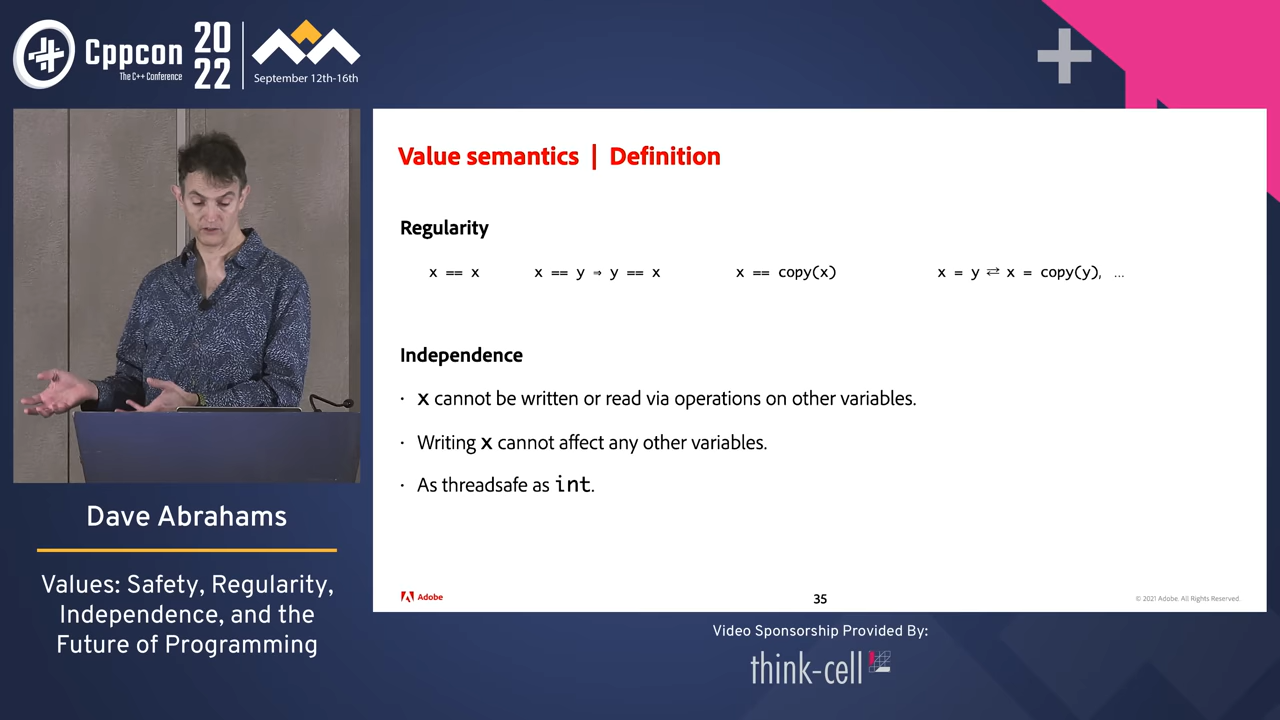 Cppcon
The C++ Conference
20
22
September 12th-16th
Value semantics | Definition
Regularity
x == x
x == y ⇒ y == x
x == copy(x)
x = y ⇄ x = copy(y), …
Independence
· x cannot be written or read via operations on other variables.
· Writing x cannot affect any other variables.
· As threadsafe as int.
Adobe
35
© 2021 Adobe. All Rights Reserved.
Dave Abrahams
Values: Safety, Regularity,
Independence, and the
Future of Programming
Video Sponsorship Provided By:
think-cell